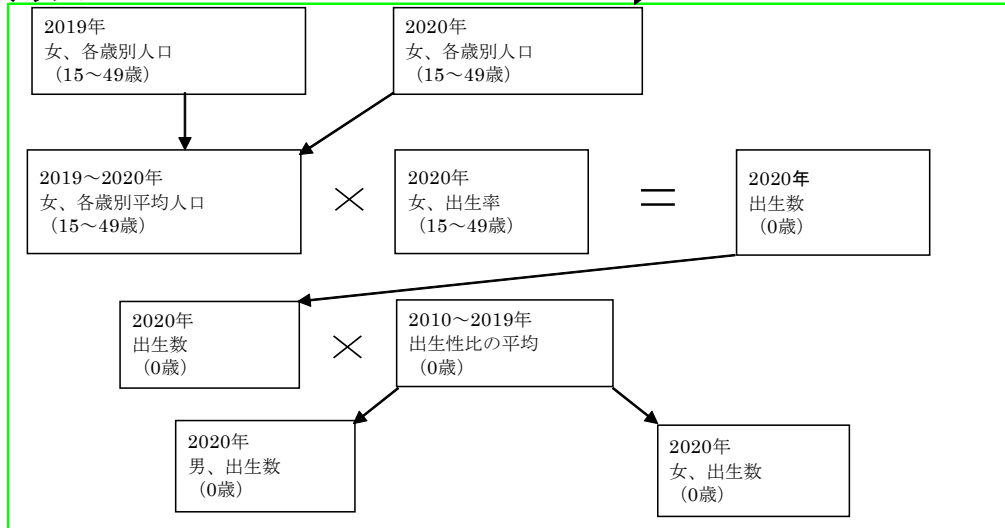 2019年
女、各歳別人口
（15～49歳）
2020年
女、各歳別人口
（15～49歳）
2019～2020年
女、各歳別平均人口
（15～49歳）
×
2020年
女、出生率
（15～49歳）
＝
2020年
出生数
（0歳）
2020年
出生数
（0歳）
×
2010～2019年
出生性比の平均
（0歳）
2020年
男、出生数
（0歳）
2020年
女、出生数
（0歳）